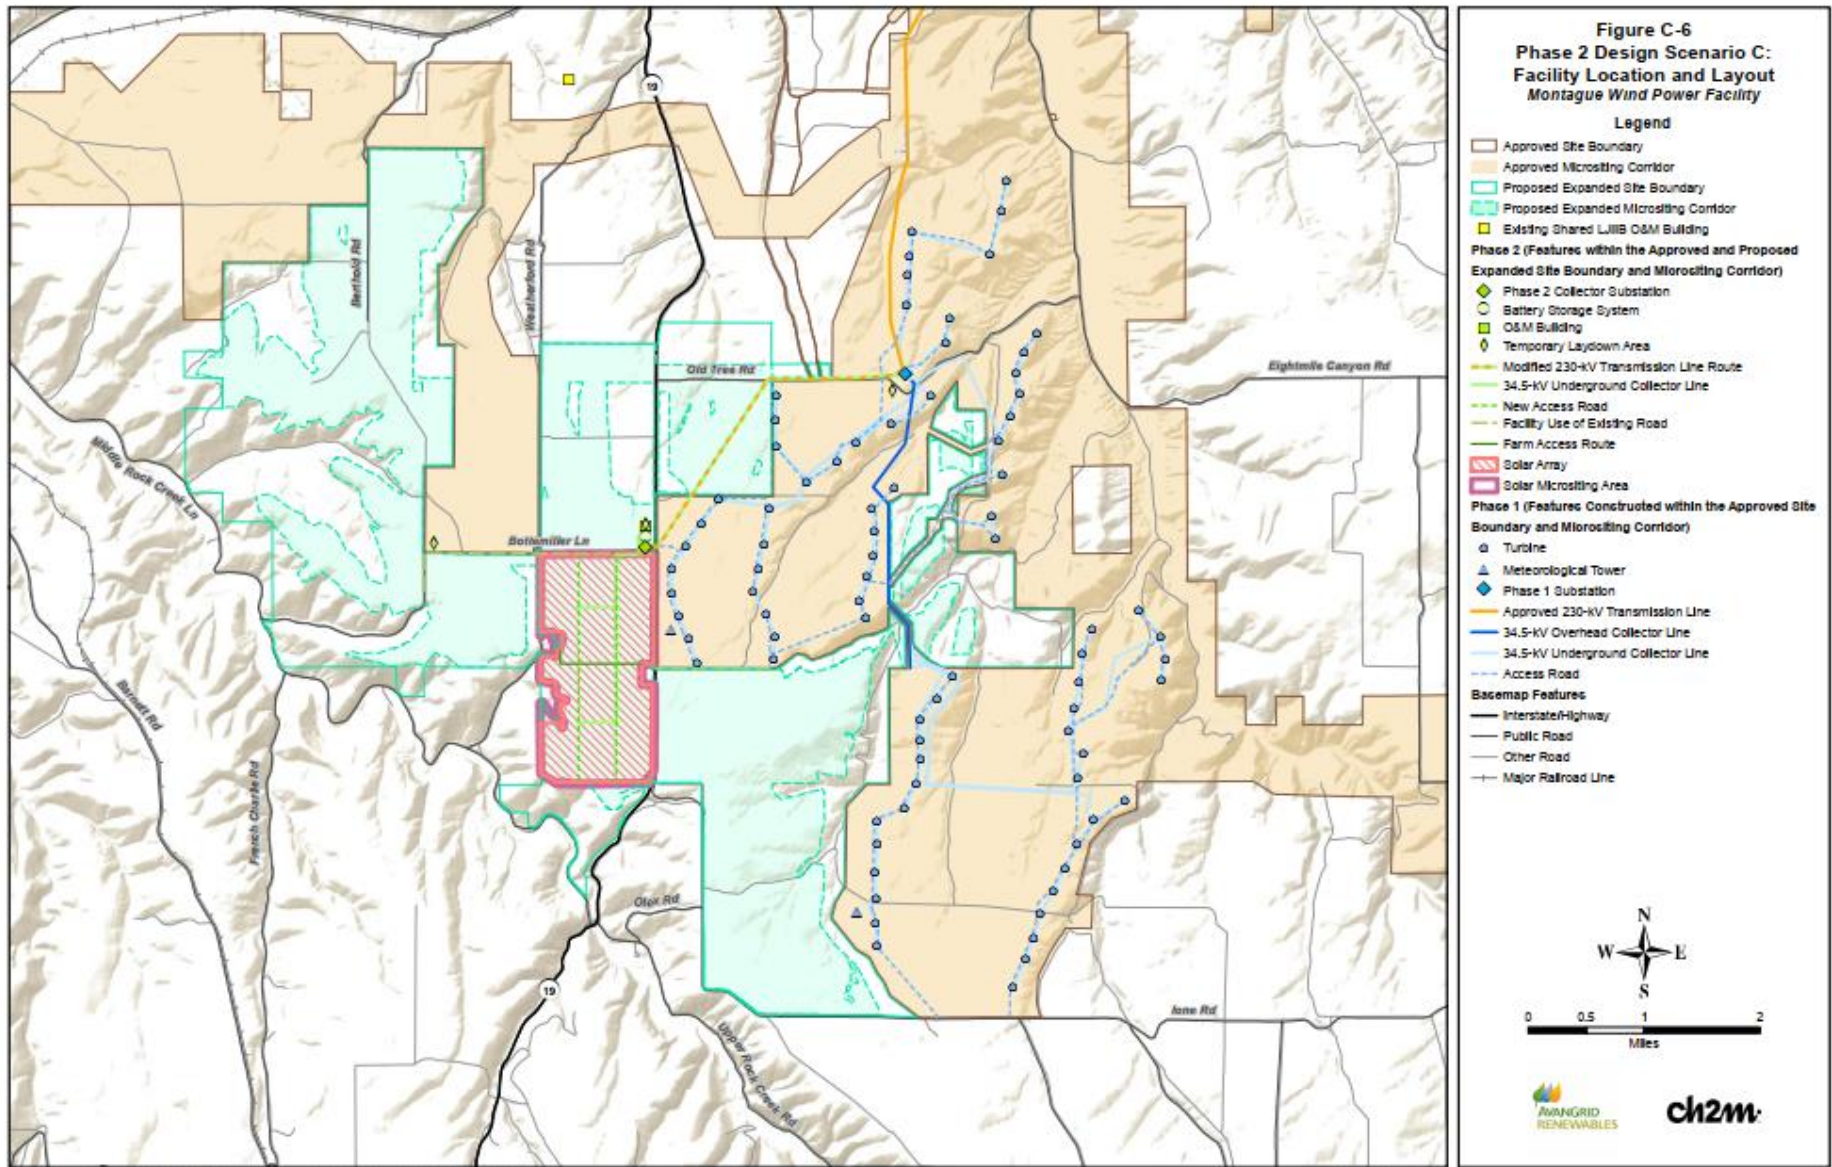 Figure C-6
Phase 2 Design Scenario C:
Facility Location and Layout
Montague Wind Power Facility
Legend
Approved Site Boundary
Approved Micrositing Corridor
Proposed Expanded Site Boundary
Proposed Expanded Micrositing Corridor
Existing Shared LJIIB O&M Building
Phase 2 (Features within the Approved and Proposed
Expanded Site Boundary and Micrositing Corridor)
Phase 2 Collector Substation
Battery Storage System
O&M Building
Temporary Laydown Area
Modified 230-kV Transmission Line Route
34.5-kV Underground Collector Line
New Access Road
Facility Use of Existing Road
Farm Access Route
Solar Array
Solar Micrositing Area
Phase 1 (Features Constructed within the Approved Site
Boundary and Micrositing Corridor)
Turbine
Meteorological Tower
Phase 1 Substation
Approved 230-kV Transmission Line
34.5-kV Overhead Collector Line
34.5-kV Underground Collector Line
Access Road
Basemap Features
Interstate/Highway
Public Road
Other Road
Major Railroad Line
N
W E
S
0 0.5 1 2
Miles
AVANGRID
RENEWABLES
ch2m
19
Berthold Rd
Weatherford Rd
Old Tree Rd
Eightmile Canyon Rd
Middle Rock Creek Ln
Bottemiller Ln
Barnett Rd
French Charlie Rd
Olex Rd
19
Ione Rd
Upper Rock Creek Rd